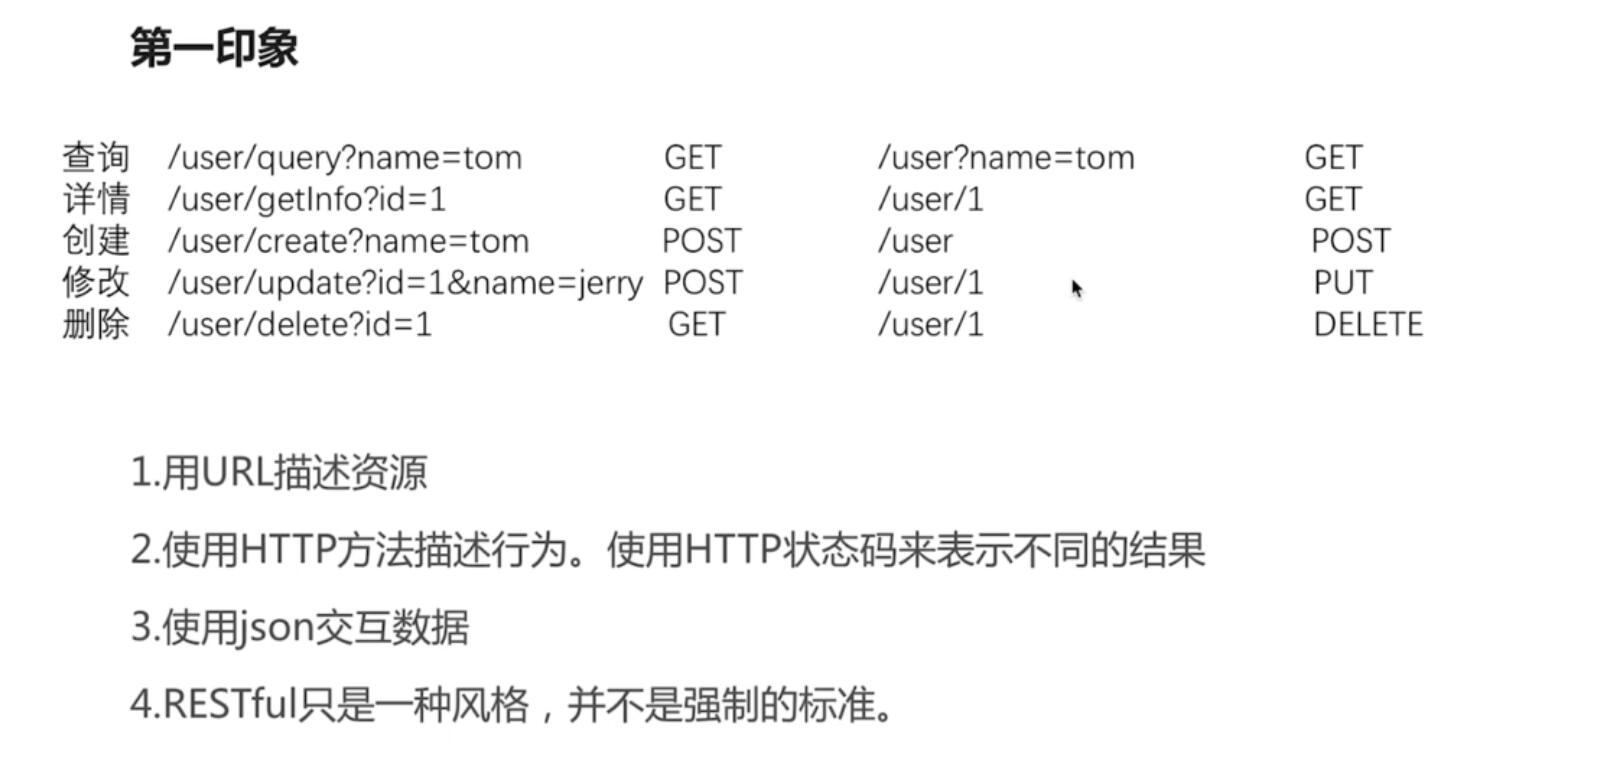 第一印象
查询 /user/query?name=tom GET /user?name=tom GET
详情 /user/getInfo?id=1 GET /user/1 GET
创建 /user/create?name=tom POST /user POST
修改 /user/update?id=1&name=jerry POST /user/1 PUT
删除 /user/delete?id=1 GET /user/1 DELETE
1.用URL描述资源
2.使用HTTP方法描述行为。使用HTTP状态码来表示不同的结果
3.使用json交互数据
4.RESTful只是一种风格，并不是强制的标准。